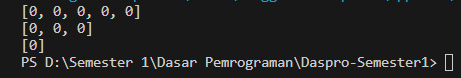 [0, 0, 0, 0, 0]
[0, 0, 0]
[0]
PS D:\Semester 1\Dasar Pemrograman\Daspro-Semester1>